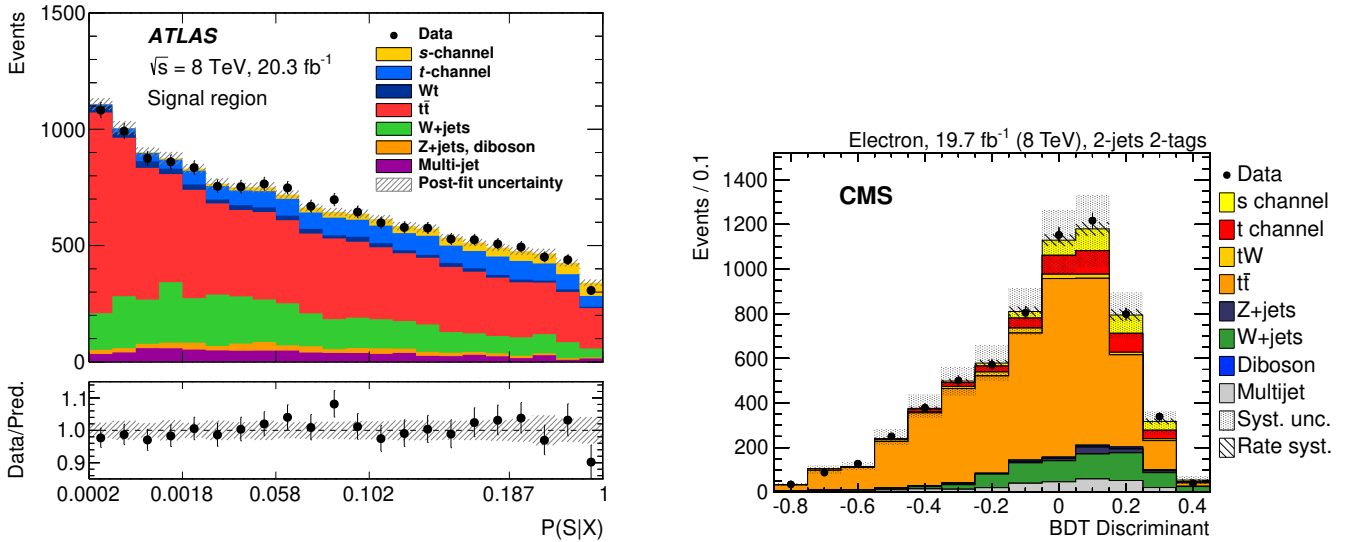 1500
1000
500
0
Events
ATLAS
√s = 8 TeV, 20.3 fb⁻¹
Signal region
Data
s-channel
t-channel
Wt
tt̄
W+jets
Z+jets, diboson
Multi-jet
Post-fit uncertainty
1.1
1.0
0.9
Data/Pred.
0.0002 0.0018 0.058 0.102 0.187 1
P(S|X)
Electron, 19.7 fb⁻¹ (8 TeV), 2-jets 2-tags
1400
1200
1000
800
600
400
200
0
Events / 0.1
CMS
-0.8 -0.6 -0.4 -0.2 0 0.2 0.4
BDT Discriminant
Data
s channel
t channel
tW
tt̄
Z+jets
W+jets
Diboson
Multijet
Syst. unc.
Rate syst.